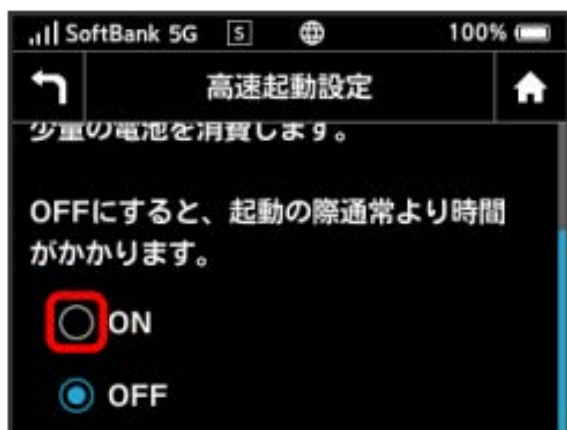 SoftBank 5G S 100%
高速起動設定
少量の電池を消費します。
OFFにすると、起動の際通常より時間
がかかります。
ON
OFF